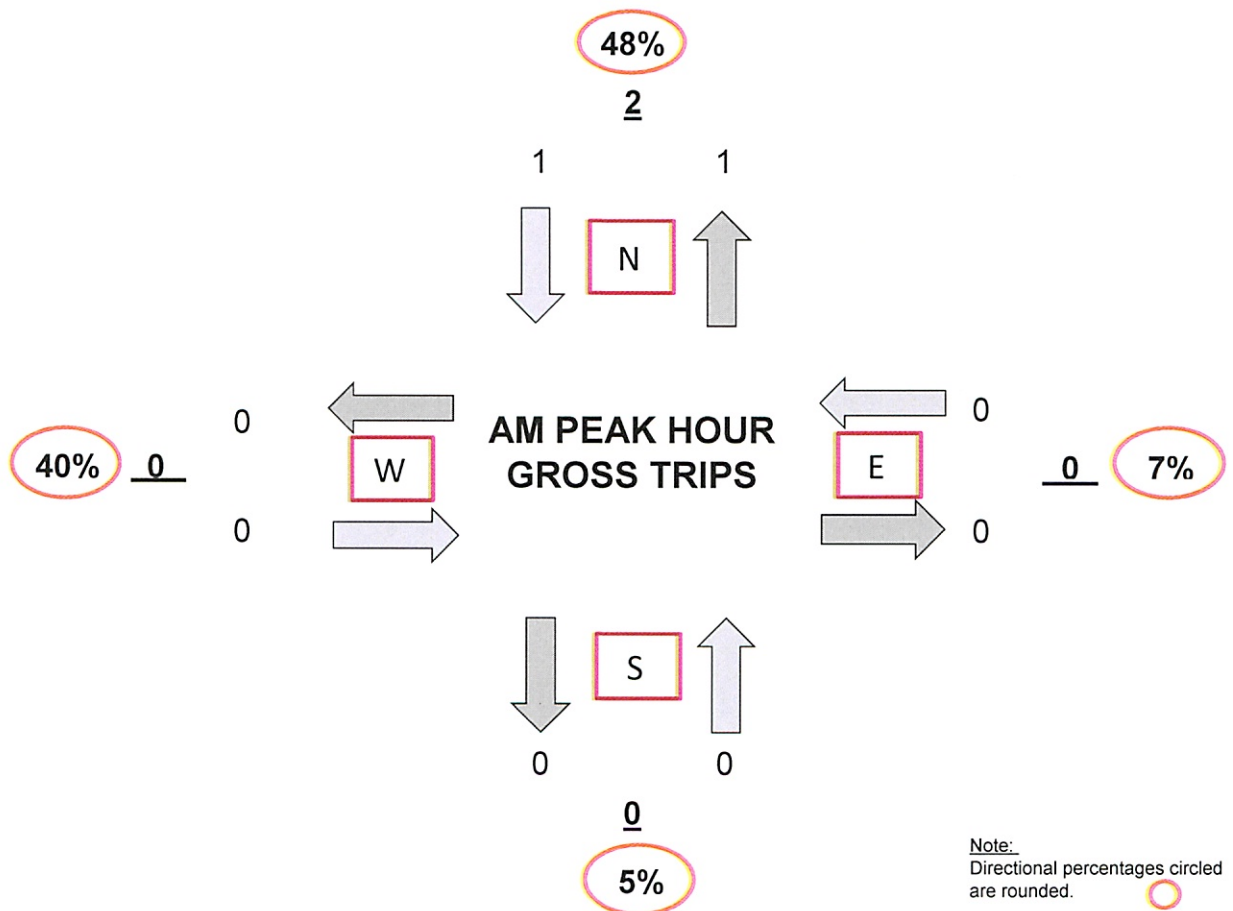 48%
2
1 1
N
0
AM PEAK HOUR
GROSS TRIPS
0
40% 0
W
E
0 7%
0
0
S
0 0
0
5%
Note:
Directional percentages circled
are rounded.